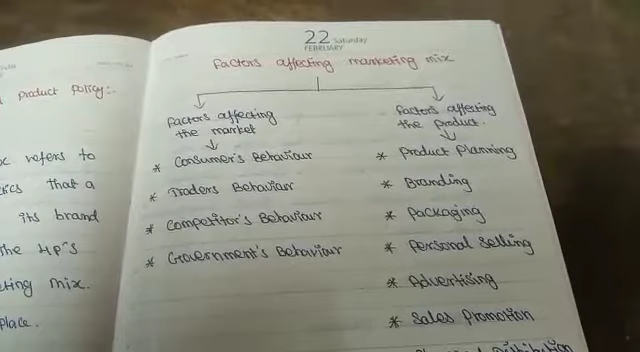 22 Saturday
FEBRUARY
Factors affecting marketing mix
Factors affecting
the market
* Consumer's Behaviour
* Traders Behaviour
* Competitor's Behaviour
* Government's Behaviour
Factors affecting
the product.
* Product Planning
* Branding
* Packaging
* Personal Selling
* Advertising
* Sales Promotion
Distribution
product policy:-
refers to
that a
its brand
the 4P's
mix.
place.